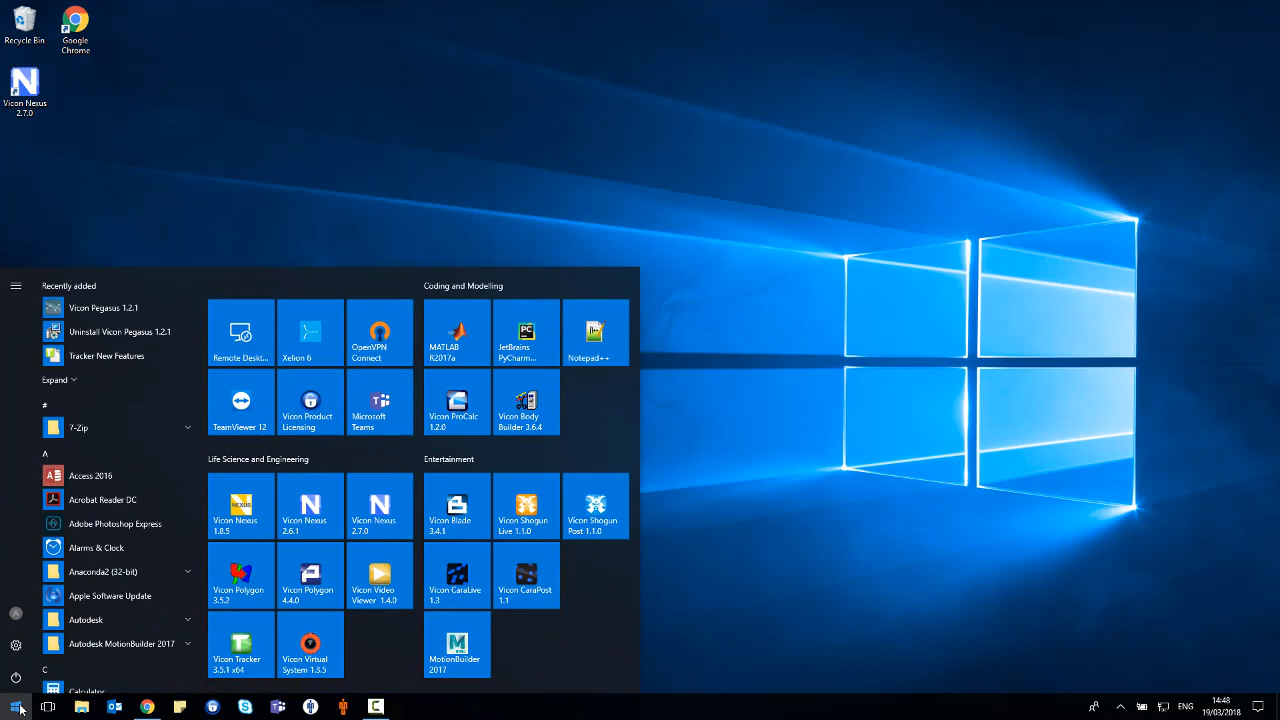 Recycle Bin
Google
Chrome
Vicon Nexus
2.7.0
Recently added
Vicon Pegasus 1.2.1
Uninstall Vicon Pegasus 1.2.1
Tracker New Features
Expand
#
7-Zip
A
Access 2016
Acrobat Reader DC
Adobe Photoshop Express
Alarms & Clock
Anaconda2 (32-bit)
Apple Software Update
Autodesk
Autodesk MotionBuilder 2017
C
Calculator
Remote Deskt...
Xelion 6
OpenVPN
Connect
TeamViewer 12
Vicon Product
Licensing
Microsoft
Teams
Life Science and Engineering
NEXUS
Vicon Nexus
1.8.5
Vicon Nexus
2.6.1
Vicon Nexus
2.7.0
Vicon Polygon
3.5.2
Vicon Polygon
4.4.0
Vicon Video
Viewer 1.4.0
Vicon Tracker
3.5.1 x64
Vicon Virtual
System 1.3.5
Coding and Modelling
MATLAB
R2017a
PC
JetBrains
PyCharm...
Notepad++
Vicon ProCalc
1.2.0
Vicon Body
Builder 3.6.4
Entertainment
Vicon Blade
3.4.1
Vicon Shogun
Live 1.1.0
Vicon Shogun
Post 1.1.0
Vicon CaraLive
1.3
Vicon CaraPost
1.1
MotionBuilder
2017
ENG
14:48
19/03/2018